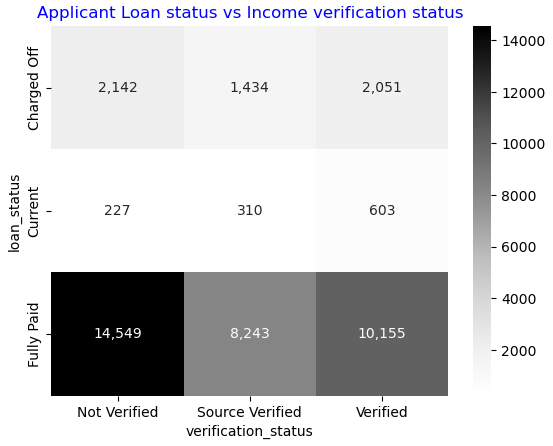 Applicant Loan status vs Income verification status
loan_status
Charged Off
2,142
1,434
2,051
Current
227
310
603
Fully Paid
14,549
8,243
10,155
Not Verified
Source Verified
Verified
verification_status
14000
12000
10000
8000
6000
4000
2000